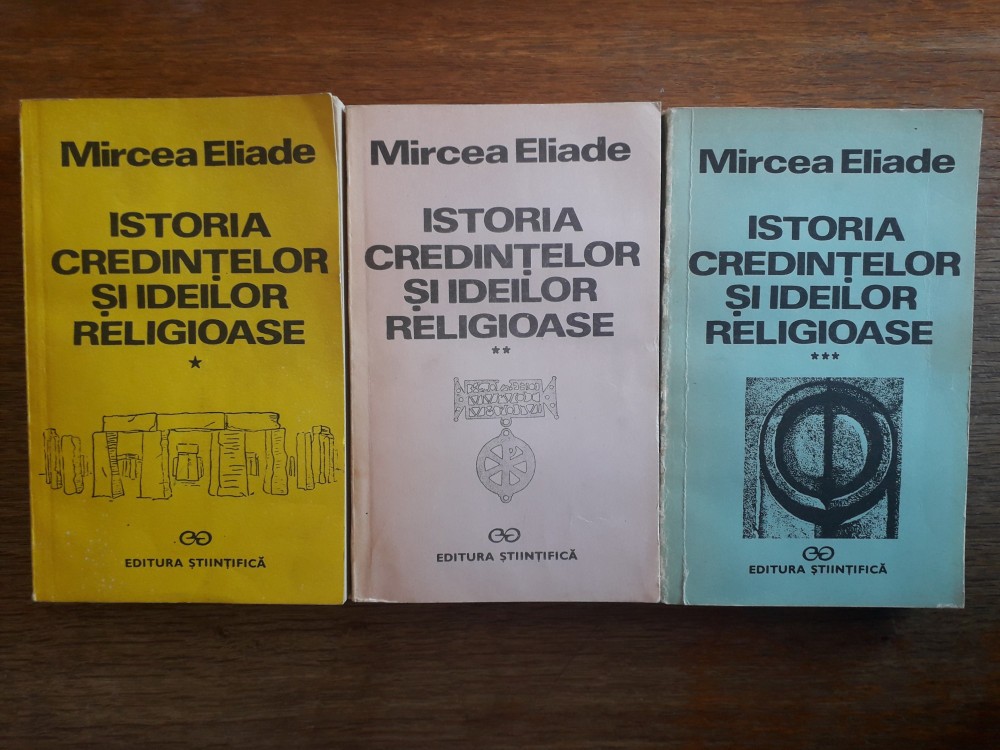 Mircea Eliade
ISTORIA
CREDINȚELOR
ȘI IDEILOR
RELIGIOASE
*
EDITURA ȘTIINȚIFICĂ
Mircea Eliade
ISTORIA
CREDINȚELOR
ȘI IDEILOR
RELIGIOASE
**
EDITURA ȘTIINȚIFICĂ
Mircea Eliade
ISTORIA
CREDINȚELOR
ȘI IDEILOR
RELIGIOASE
***
EDITURA ȘTIINȚIFICĂ